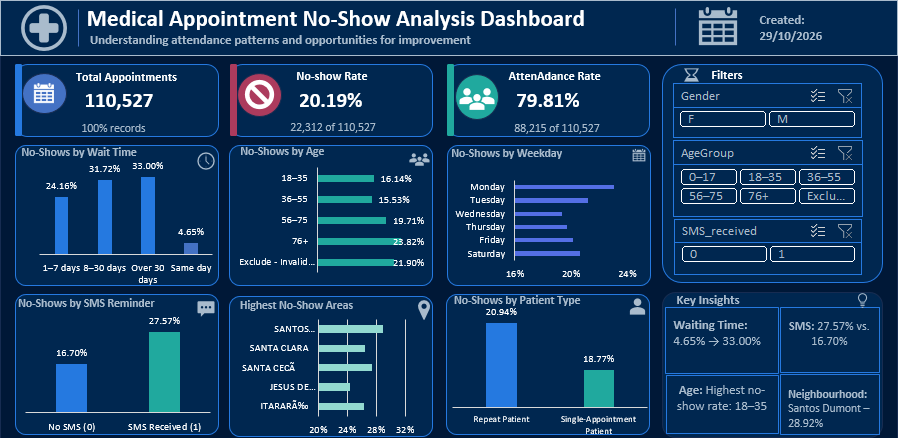 Medical Appointment No-Show Analysis Dashboard
Understanding attendance patterns and opportunities for improvement
Created:
29/10/2026
Total Appointments
110,527
100% records
No-show Rate
20.19%
22,312 of 110,527
AttenAdance Rate
79.81%
88,215 of 110,527
Filters
Gender
F
M
AgeGroup
0–17
18–35
36–55
56–75
76+
Exclu...
SMS_received
0
1
No-Shows by Wait Time
24.16%
31.72%
33.00%
4.65%
1–7 days
8–30 days
Over 30
days
Same day
No-Shows by Age
18–35
16.14%
36–55
15.53%
56–75
19.71%
76+
23.82%
Exclude - Invalid...
21.90%
No-Shows by Weekday
Monday
Tuesday
Wednesday
Thursday
Friday
Saturday
16%
20%
24%
No-Shows by SMS Reminder
16.70%
27.57%
No SMS (0)
SMS Received (1)
Highest No-Show Areas
SANTOS...
SANTA CLARA
SANTA CECÃ
JESUS DE...
ITARARÃ‰
20%
24%
28%
32%
No-Shows by Patient Type
20.94%
18.77%
Repeat Patient
Single-Appointment
Patient
Key Insights
Waiting Time:
4.65% → 33.00%
SMS: 27.57% vs.
16.70%
Age: Highest no-
show rate: 18–35
Neighbourhood:
Santos Dumont –
28.92%